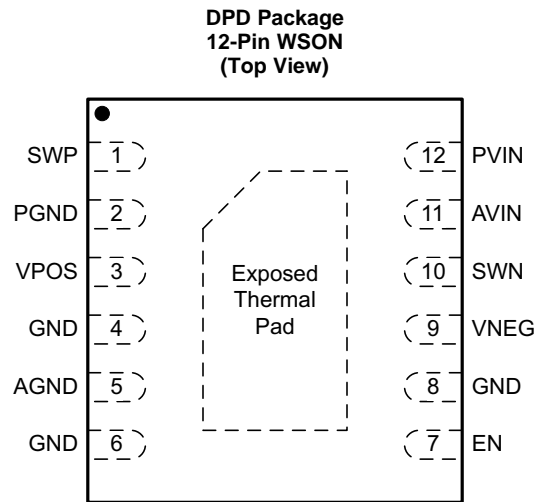 DPD Package
12-Pin WSON
(Top View)
SWP 1 12 PVIN
PGND 2 11 AVIN
VPOS 3 10 SWN
GND 4 9 VNEG
AGND 5 8 GND
GND 6 7 EN
Exposed
Thermal
Pad